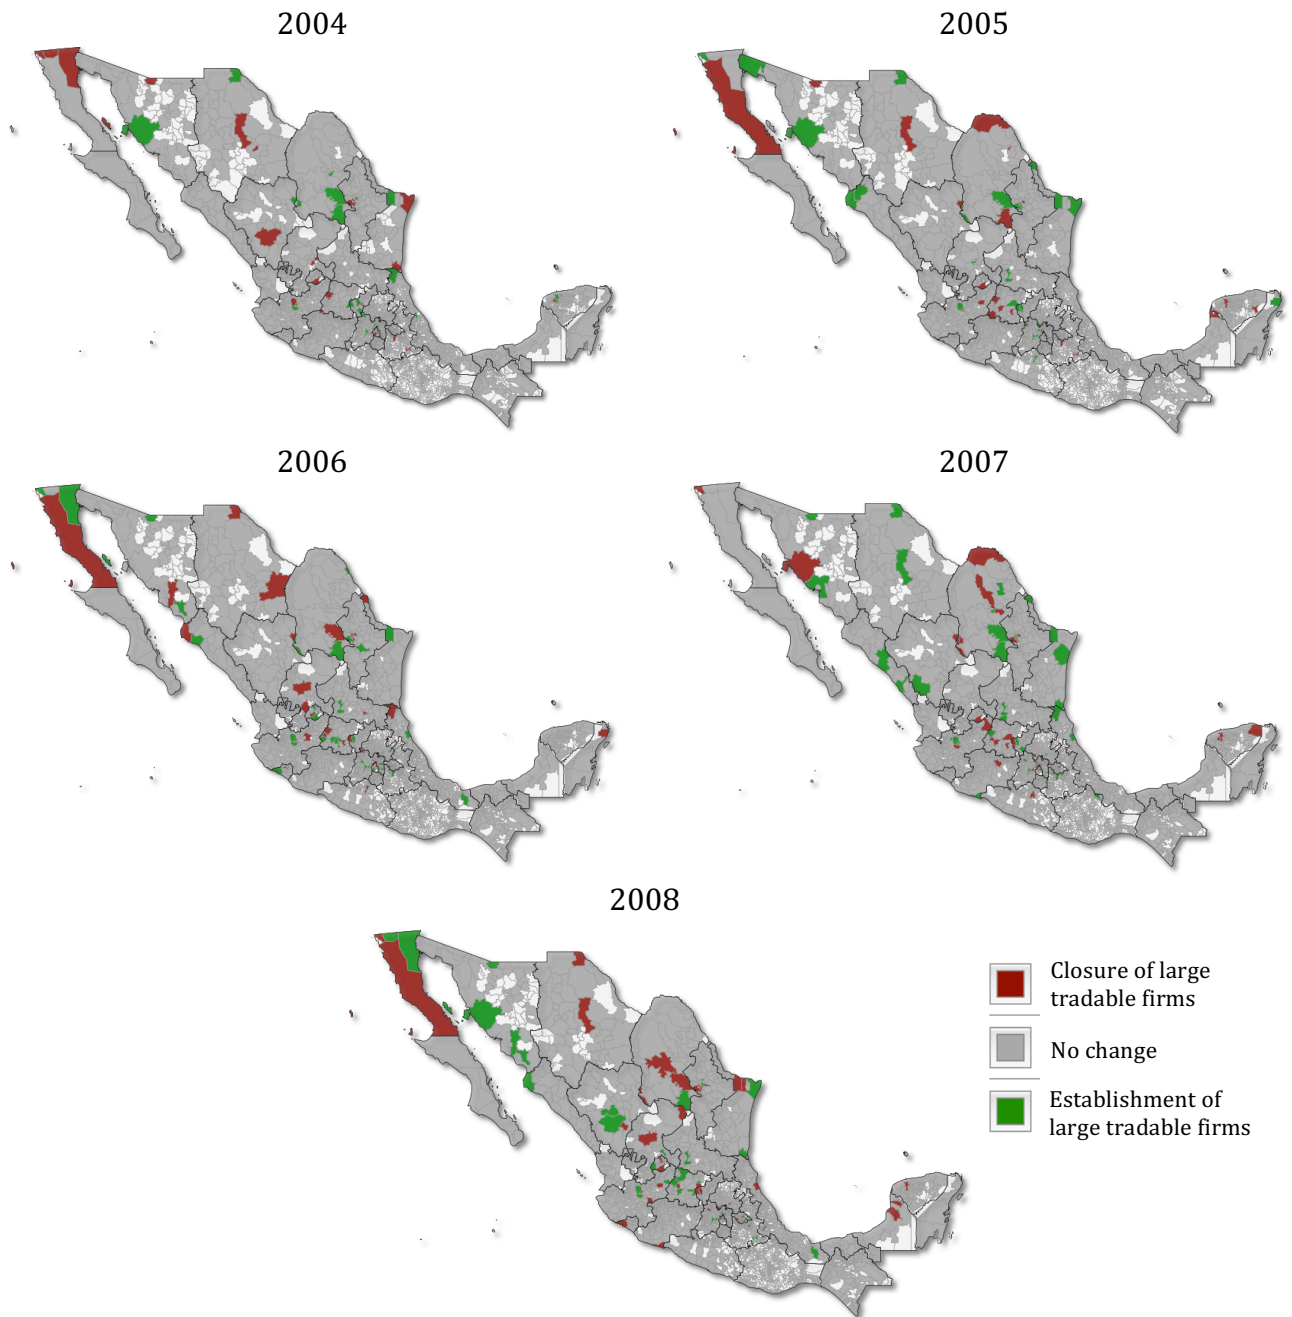 2004
2005
2006
2007
2008
Closure of large
tradable firms
No change
Establishment of
large tradable firms